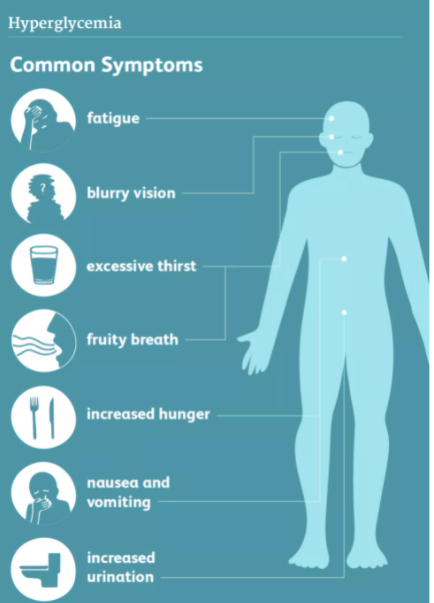 Hyperglycemia
Common Symptoms
fatigue
?
blurry vision
excessive thirst
fruity breath
increased hunger
nausea and
vomiting
increased
urination